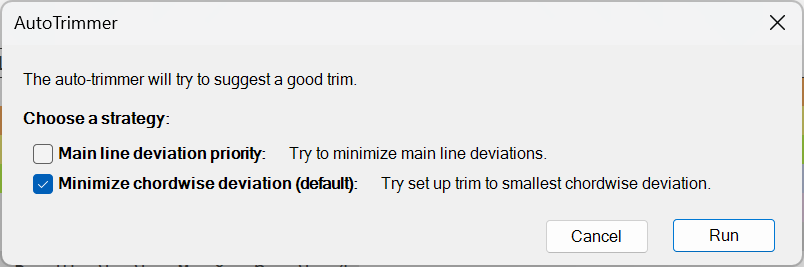 AutoTrimmer
The auto-trimmer will try to suggest a good trim.
Choose a strategy:
Main line deviation priority: Try to minimize main line deviations.
Minimize chordwise deviation (default): Try set up trim to smallest chordwise deviation.
Cancel Run